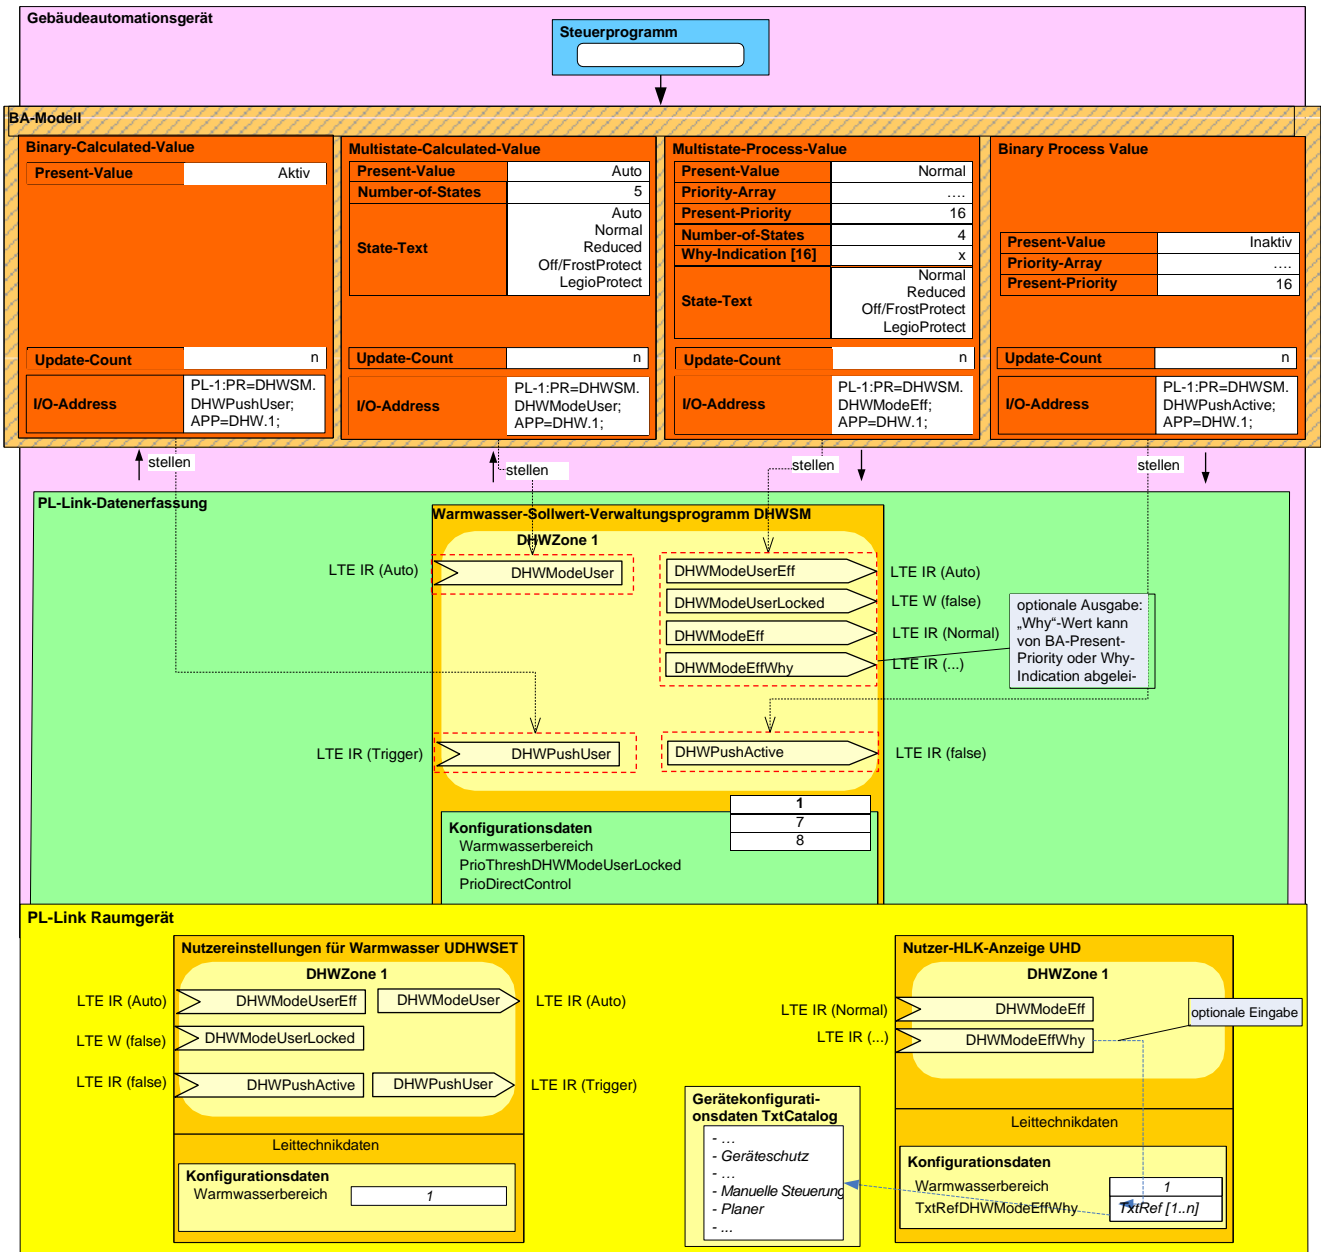 Gebäudeautomationsgerät
Steuerprogramm
BA-Modell
Binary-Calculated-Value
Present-Value Aktiv
Update-Count n
I/O-Address
PL-1:PR=DHWSM.
DHWPushUser;
APP=DHW.1;
Multistate-Calculated-Value
Present-Value Auto
Number-of-States 5
State-Text
Auto
Normal
Reduced
Off/FrostProtect
LegioProtect
Update-Count n
I/O-Address
PL-1:PR=DHWSM.
DHWModeUser;
APP=DHW.1;
Multistate-Process-Value
Present-Value Normal
Priority-Array ....
Present-Priority 16
Number-of-States 4
Why-Indication [16] x
State-Text
Normal
Reduced
Off/FrostProtect
LegioProtect
Update-Count n
I/O-Address
PL-1:PR=DHWSM.
DHWModeEff;
APP=DHW.1;
Binary Process Value
Present-Value Inaktiv
Priority-Array ....
Present-Priority 16
Update-Count n
I/O-Address
PL-1:PR=DHWSM.
DHWPushActive;
APP=DHW.1;
stellen
stellen
stellen
stellen
PL-Link-Datenerfassung
Warmwasser-Sollwert-Verwaltungsprogramm DHWSM
DHWZone 1
LTE IR (Auto)
DHWModeUser
DHWModeUserEff
LTE IR (Auto)
DHWModeUserLocked
LTE W (false)
DHWModeEff
LTE IR (Normal)
DHWModeEffWhy
LTE IR (...)
optionale Ausgabe:
„Why“-Wert kann
von BA-Present-
Priority oder Why-
Indication abgelei-
LTE IR (Trigger)
DHWPushUser
DHWPushActive
LTE IR (false)
1
7
8
Konfigurationsdaten
Warmwasserbereich
PrioThreshDHWModeUserLocked
PrioDirectControl
PL-Link Raumgerät
Nutzereinstellungen für Warmwasser UDHWSET
DHWZone 1
LTE IR (Auto)
DHWModeUserEff
DHWModeUser
LTE IR (Auto)
LTE W (false)
DHWModeUserLocked
LTE IR (false)
DHWPushActive
DHWPushUser
LTE IR (Trigger)
Leittechnikdaten
Konfigurationsdaten
Warmwasserbereich 1
Gerätekonfigurati-
onsdaten TxtCatalog
- ...
- Geräteschutz
- ...
- Manuelle Steuerung
- Planer
- ...
Nutzer-HLK-Anzeige UHD
DHWZone 1
LTE IR (Normal)
DHWModeEff
LTE IR (...)
DHWModeEffWhy
optionale Eingabe
Leittechnikdaten
Konfigurationsdaten
Warmwasserbereich 1
TxtRefDHWModeEffWhy TxtRef [1..n]